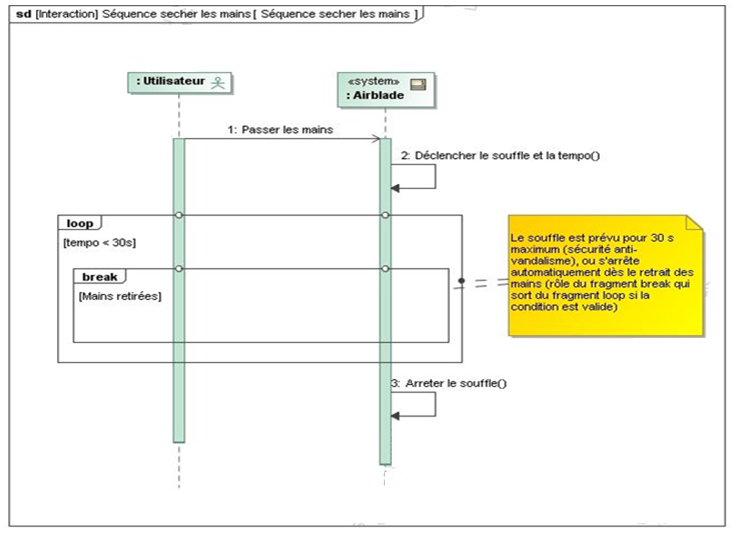 sd [Interaction] Séquence secher les mains [ Séquence secher les mains ]
: Utilisateur
«system»
: Airblade
1: Passer les mains
2: Déclencher le souffle et la tempo()
loop
[tempo < 30s]
break
[Mains retirées]
Le souffle est prévu pour 30 s
maximum (sécurité anti-
vandalisme), ou s'arrête
automatiquement dès le retrait des
mains (rôle du fragment break qui
sort du fragment loop si la
condition est valide)
3: Arreter le souffle()